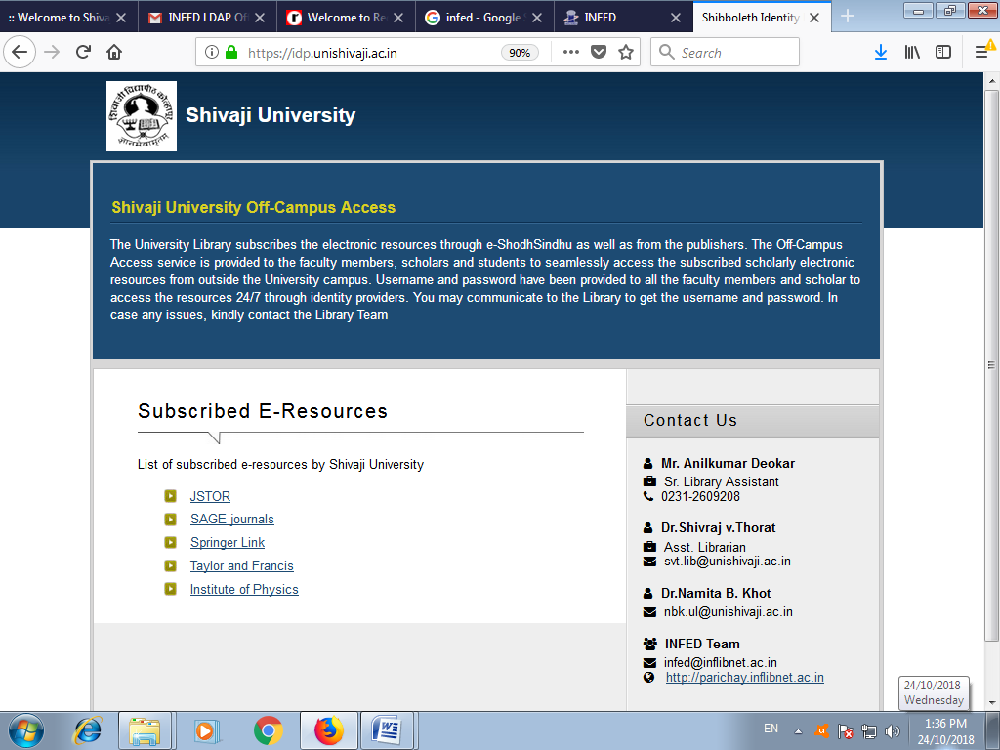 :: Welcome to Shiva
INFED LDAP Of
Welcome to Re
infed - Google S
INFED
Shibboleth Identity
https://idp.unishivaji.ac.in
90%
Search
Shivaji University
Shivaji University Off-Campus Access
The University Library subscribes the electronic resources through e-ShodhSindhu as well as from the publishers. The Off-Campus
Access service is provided to the faculty members, scholars and students to seamlessly access the subscribed scholarly electronic
resources from outside the University campus. Username and password have been provided to all the faculty members and scholar to
access the resources 24/7 through identity providers. You may communicate to the Library to get the username and password. In
case any issues, kindly contact the Library Team
Subscribed E-Resources
List of subscribed e-resources by Shivaji University
JSTOR
SAGE journals
Springer Link
Taylor and Francis
Institute of Physics
Contact Us
Mr. Anilkumar Deokar
Sr. Library Assistant
0231-2609208
Dr.Shivraj v.Thorat
Asst. Librarian
svt.lib@unishivaji.ac.in
Dr.Namita B. Khot
nbk.ul@unishivaji.ac.in
INFED Team
infed@inflibnet.ac.in
http://parichay.inflibnet.ac.in
24/10/2018
Wednesday
EN
1:36 PM
24/10/2018